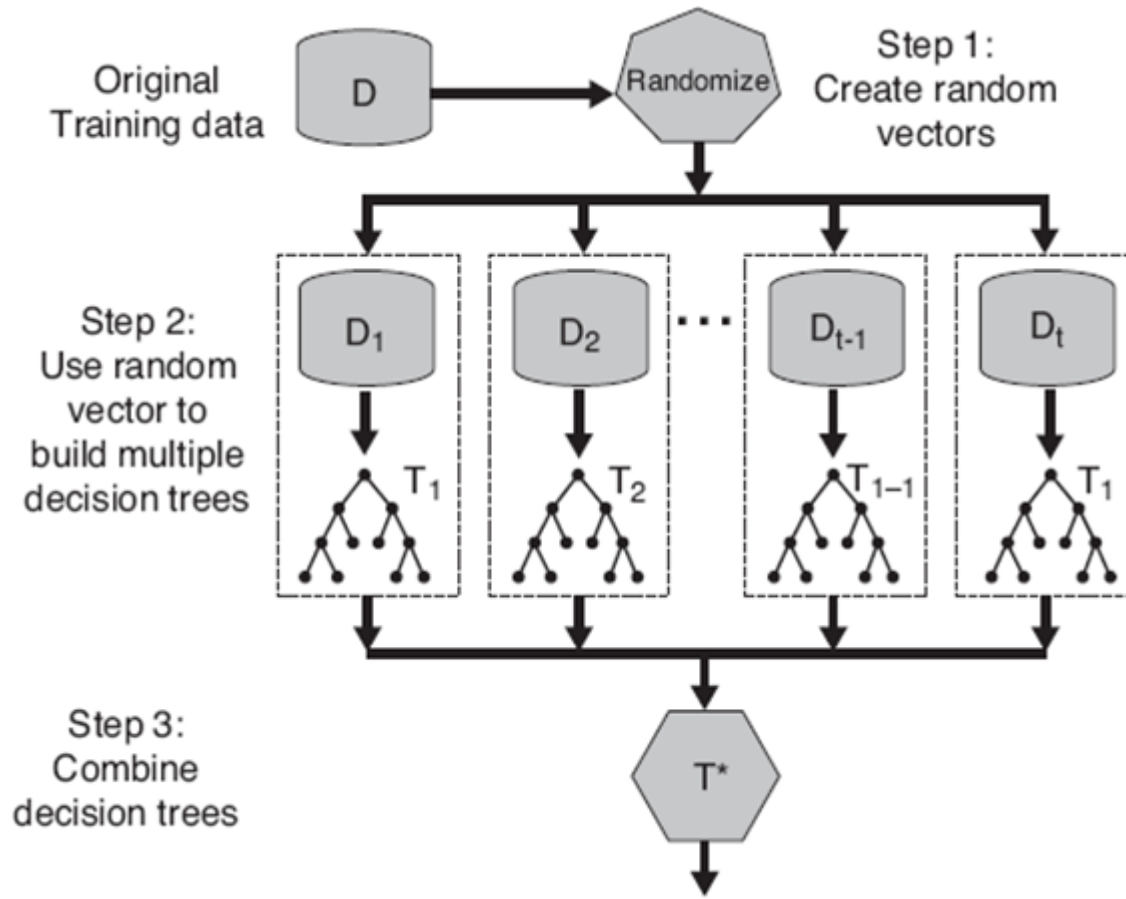 Original
Training data
D
Randomize
Step 1:
Create random
vectors
Step 2:
Use random
vector to
build multiple
decision trees
D₁
D₂
...
Dₜ₋₁
Dₜ
T₁
T₂
T₁₋₁
T₁
Step 3:
Combine
decision trees
T*